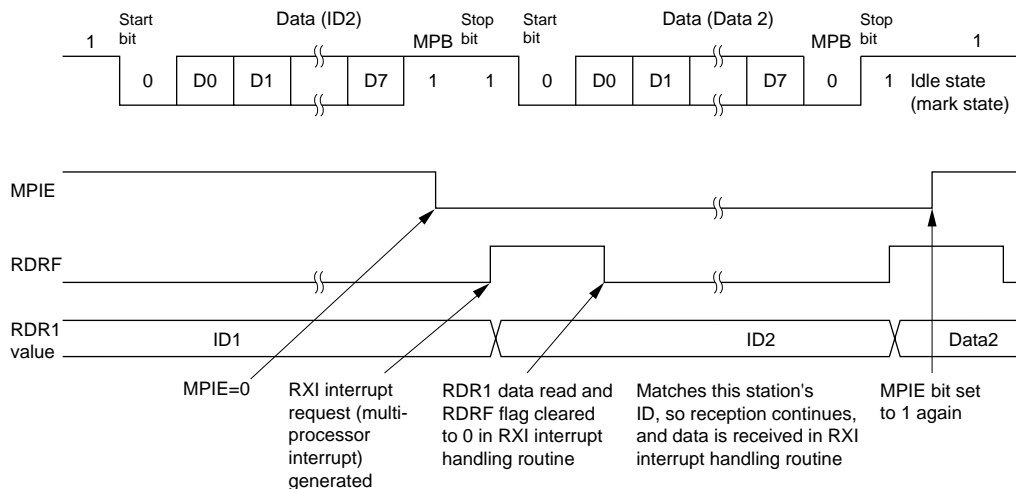 Start
bit
Data (ID2)
Stop
bit
Start
bit
Data (Data 2)
Stop
bit
1
MPB
MPB
1
0
D0
D1
D7
1
1
0
D0
D1
D7
0
1
Idle state
(mark state)
MPIE
RDRF
RDR1
value
ID1
ID2
Data2
MPIE=0
RXI interrupt
request (multi-
processor
interrupt)
generated
RDR1 data read and
RDRF flag cleared
to 0 in RXI interrupt
handling routine
Matches this station's
ID, so reception continues,
and data is received in RXI
interrupt handling routine
MPIE bit set
to 1 again